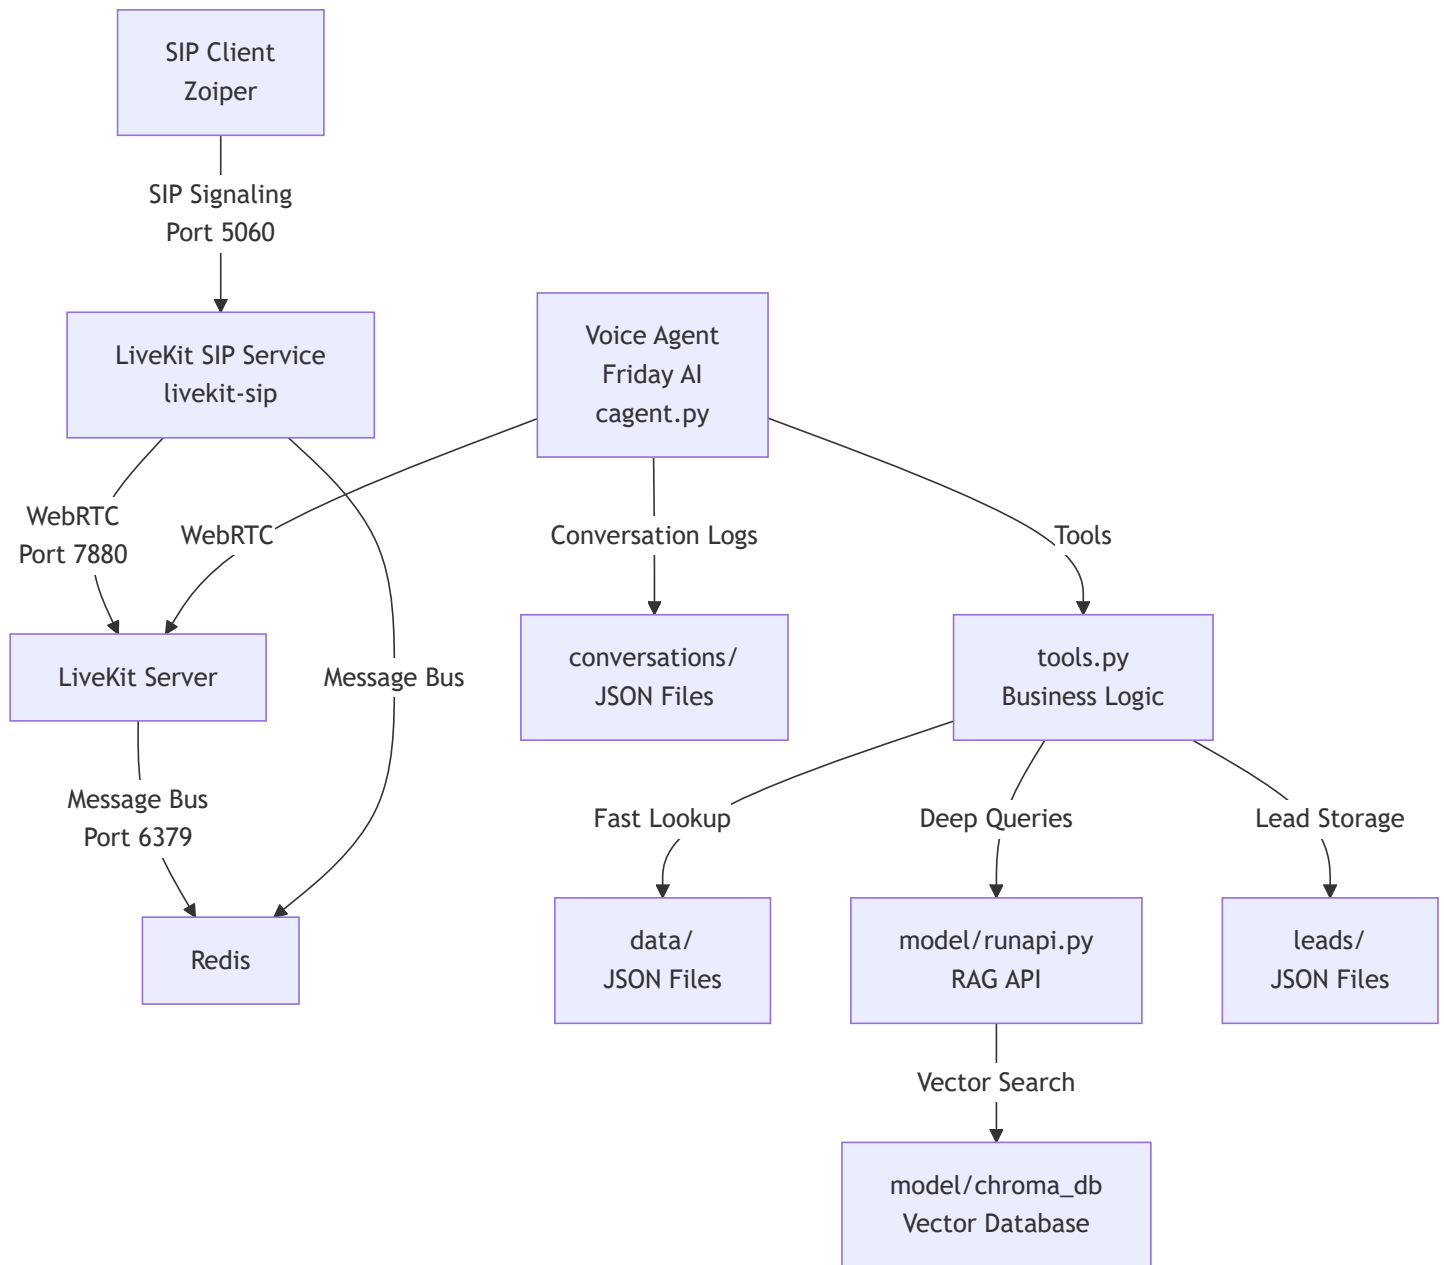 SIP Client
Zoiper
SIP Signaling
Port 5060
LiveKit SIP Service
livekit-sip
Voice Agent
Friday AI
cagent.py
WebRTC
Port 7880
WebRTC
Conversation Logs
Tools
LiveKit Server
Message Bus
conversations/
JSON Files
tools.py
Business Logic
Message Bus
Port 6379
Fast Lookup
Deep Queries
Lead Storage
Redis
data/
JSON Files
model/runapi.py
RAG API
leads/
JSON Files
Vector Search
model/chroma_db
Vector Database